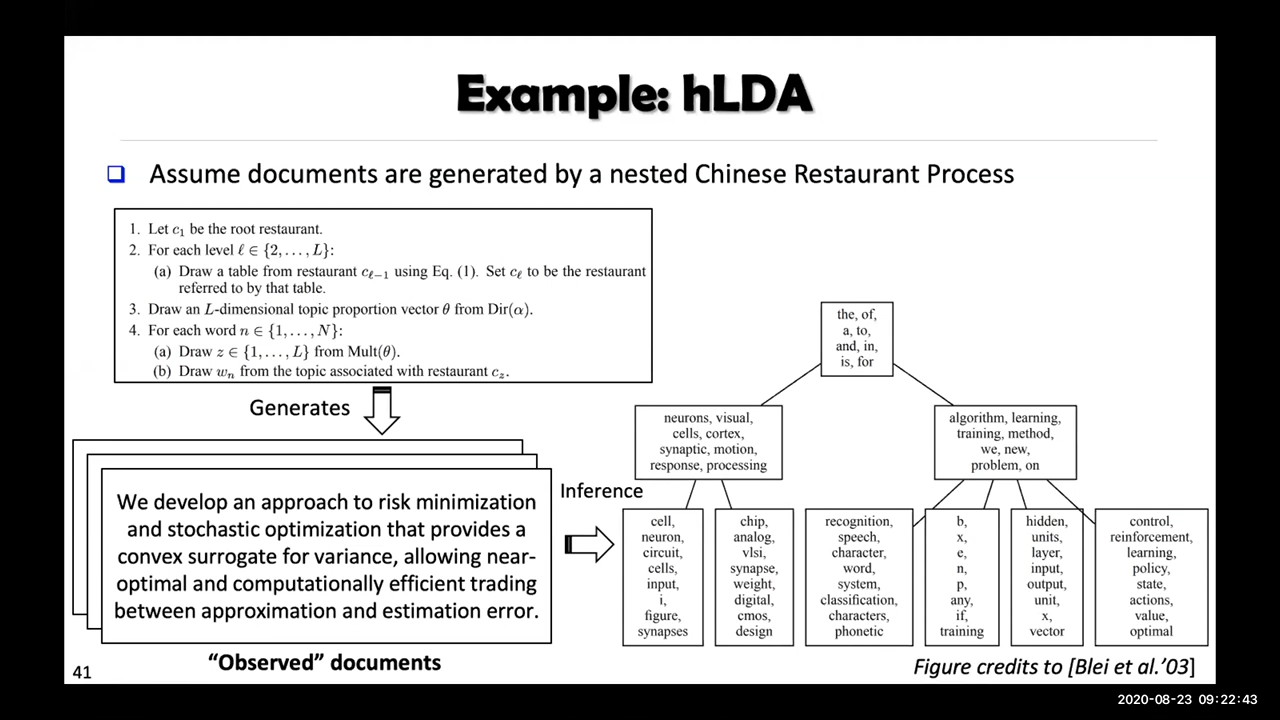 Example: hLDA
Assume documents are generated by a nested Chinese Restaurant Process
1. Let c₁ be the root restaurant.
2. For each level ℓ ∈ {2, . . . , L}:
(a) Draw a table from restaurant cℓ₋₁ using Eq. (1). Set cℓ to be the restaurant
referred to by that table.
3. Draw an L-dimensional topic proportion vector θ from Dir(α).
4. For each word n ∈ {1, . . . , N}:
(a) Draw z ∈ {1, . . . , L} from Mult(θ).
(b) Draw wₙ from the topic associated with restaurant c_z.
Generates
We develop an approach to risk minimization
and stochastic optimization that provides a
convex surrogate for variance, allowing near-
optimal and computationally efficient trading
between approximation and estimation error.
"Observed" documents
Inference
the, of,
a, to,
and, in,
is, for
neurons, visual,
cells, cortex,
synaptic, motion,
response, processing
algorithm, learning,
training, method,
we, new,
problem, on
cell,
neuron,
circuit,
cells,
input,
i,
figure,
synapses
chip,
analog,
vlsi,
synapse,
weight,
digital,
cmos,
design
recognition,
speech,
character,
word,
system,
classification,
characters,
phonetic
b,
x,
e,
n,
p,
any,
if,
training
hidden,
units,
layer,
input,
output,
unit,
x,
vector
control,
reinforcement,
learning,
policy,
state,
actions,
value,
optimal
Figure credits to [Blei et al.'03]
41
2020-08-23 09:22:43